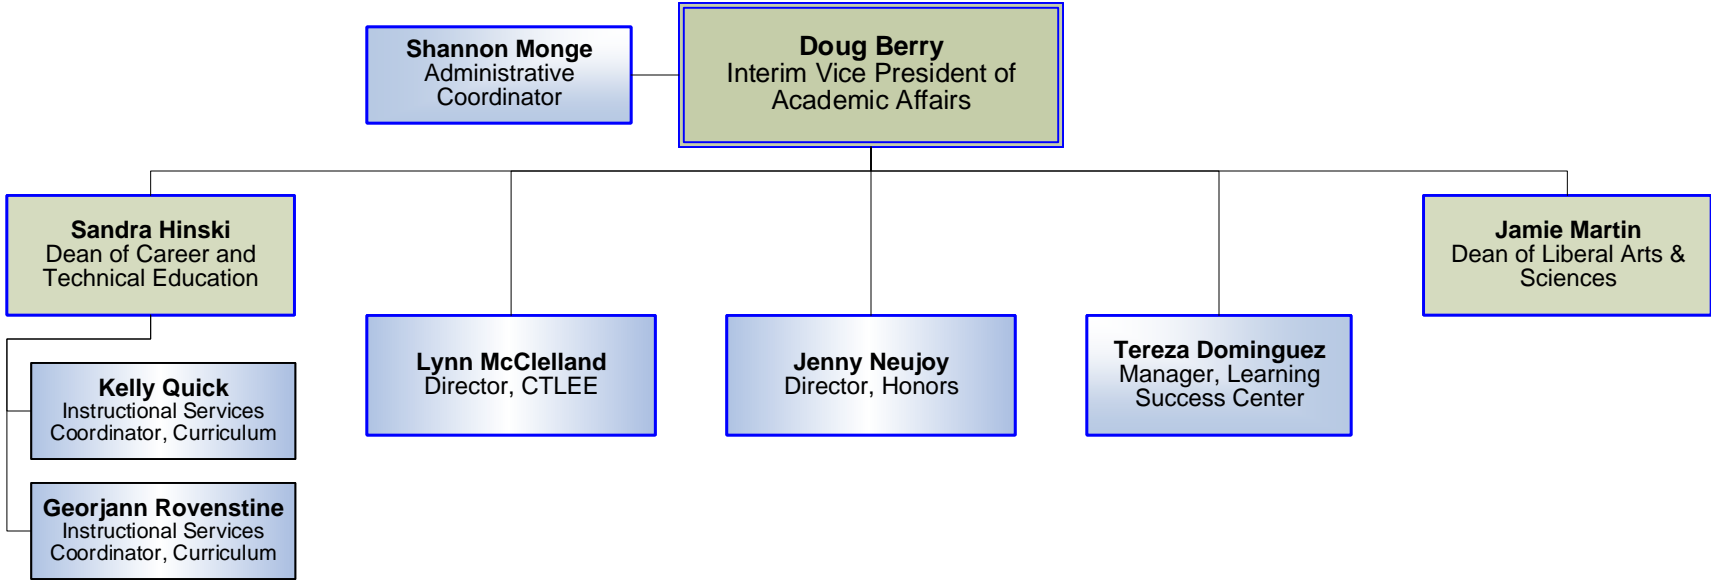 Shannon Monge
Administrative
Coordinator
Doug Berry
Interim Vice President of
Academic Affairs
Sandra Hinski
Dean of Career and
Technical Education
Jamie Martin
Dean of Liberal Arts &
Sciences
Lynn McClelland
Director, CTLEE
Jenny Neujoy
Director, Honors
Tereza Dominguez
Manager, Learning
Success Center
Kelly Quick
Instructional Services
Coordinator, Curriculum
Georjann Rovenstine
Instructional Services
Coordinator, Curriculum